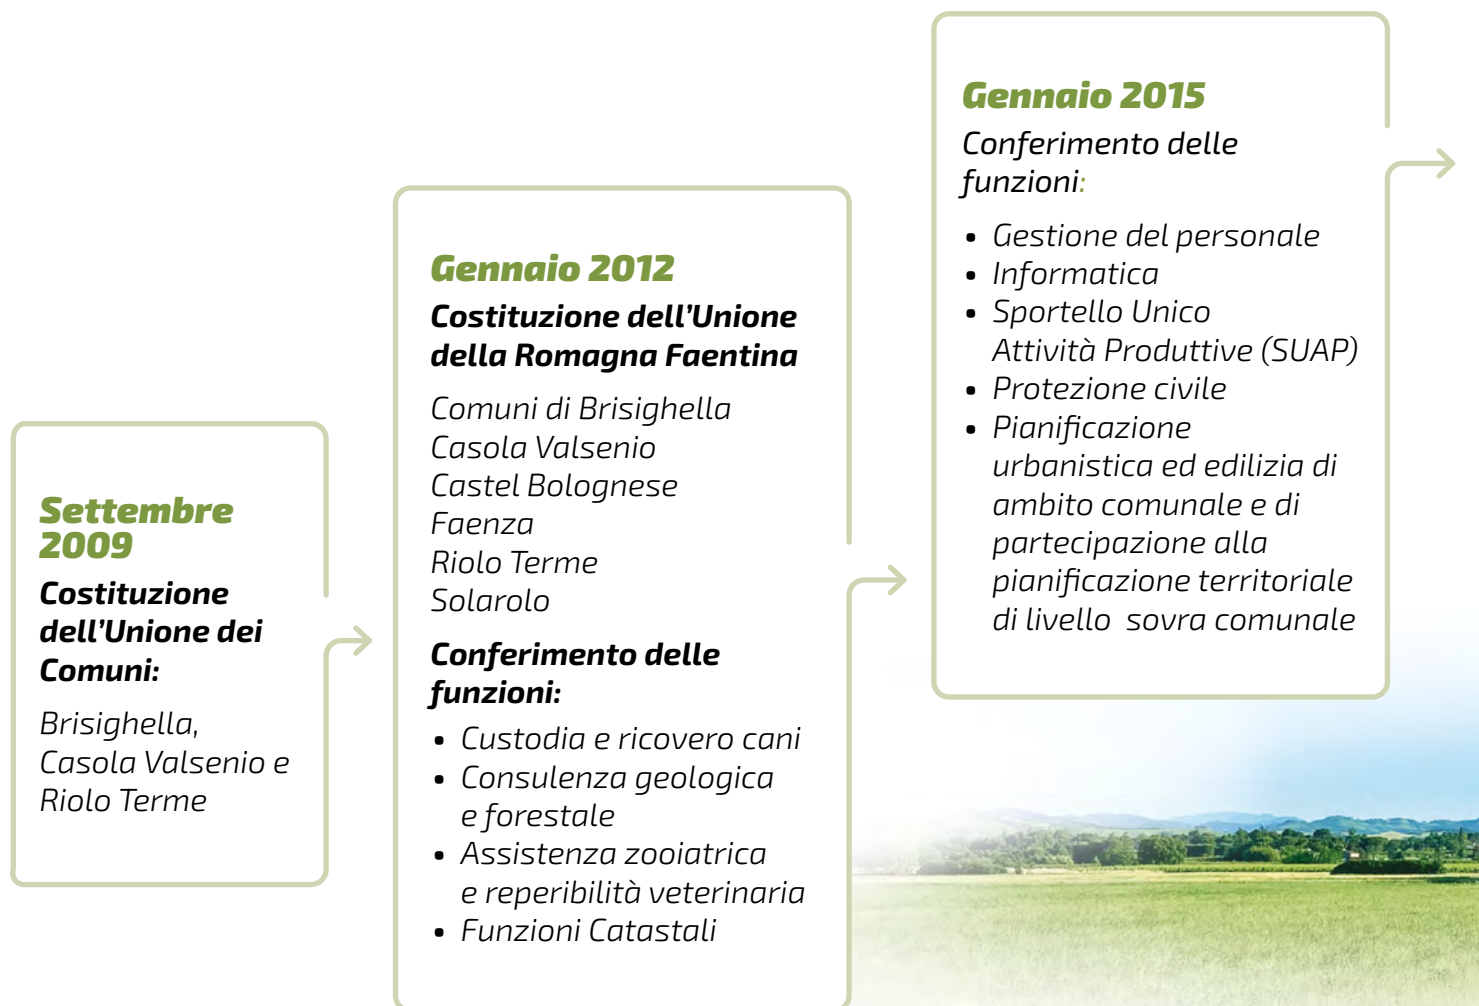 Settembre
2009
Costituzione
dell'Unione dei
Comuni:
Brisighella,
Casola Valsenio e
Riolo Terme
Gennaio 2012
Costituzione dell'Unione
della Romagna Faentina
Comuni di Brisighella
Casola Valsenio
Castel Bolognese
Faenza
Riolo Terme
Solarolo
Conferimento delle
funzioni:
• Custodia e ricovero cani
• Consulenza geologica
e forestale
• Assistenza zooiatrica
e reperibilità veterinaria
• Funzioni Catastali
Gennaio 2015
Conferimento delle
funzioni:
• Gestione del personale
• Informatica
• Sportello Unico
Attività Produttive (SUAP)
• Protezione civile
• Pianificazione
urbanistica ed edilizia di
ambito comunale e di
partecipazione alla
pianificazione territoriale
di livello  sovra comunale